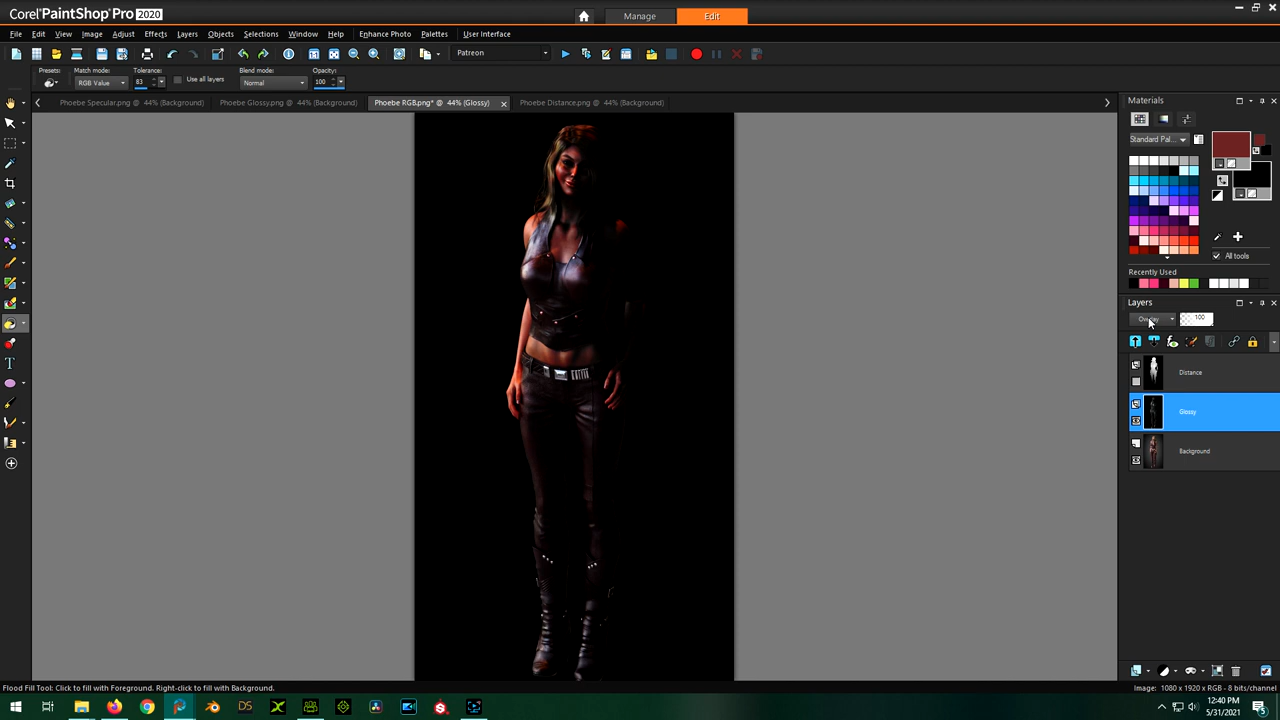 Corel® PaintShop® Pro 2020
Manage
Edit
File Edit View Image Adjust Effects Layers Objects Selections Window Help Enhance Photo Palettes User Interface
Patreon
Presets: Match mode: Tolerance: Blend mode: Opacity:
RGB Value 83 Use all layers Normal 100
Phoebe Specular.png @ 44% (Background)
Phoebe Glossy.png @ 44% (Background)
Phoebe RGB.png* @ 44% (Glossy)
Phoebe Distance.png @ 44% (Background)
Materials
Standard Pal...
All tools
Recently Used
Layers
Overlay 100
Distance
Glossy
Background
Flood Fill Tool: Click to fill with Foreground. Right-click to fill with Background.
Image: 1080 x 1920 x RGB - 8 bits/channel
12:40 PM
5/31/2021